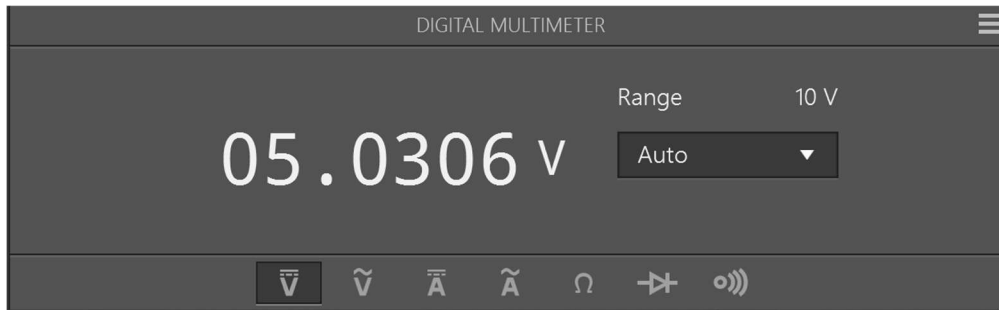 DIGITAL MULTIMETER
Range 10 V
05.0306 V
Auto
V V A A Ω